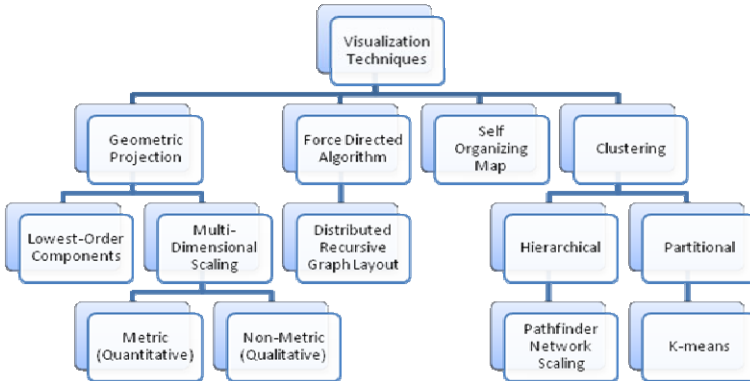 Visualization
Techniques
Geometric
Projection
Force Directed
Algorithm
Self
Organizing
Map
Clustering
Lowest-Order
Components
Multi-
Dimensional
Scaling
Distributed
Recursive
Graph Layout
Hierarchical
Partitional
Metric
(Quantitative)
Non-Metric
(Qualitative)
Pathfinder
Network
Scaling
K-means